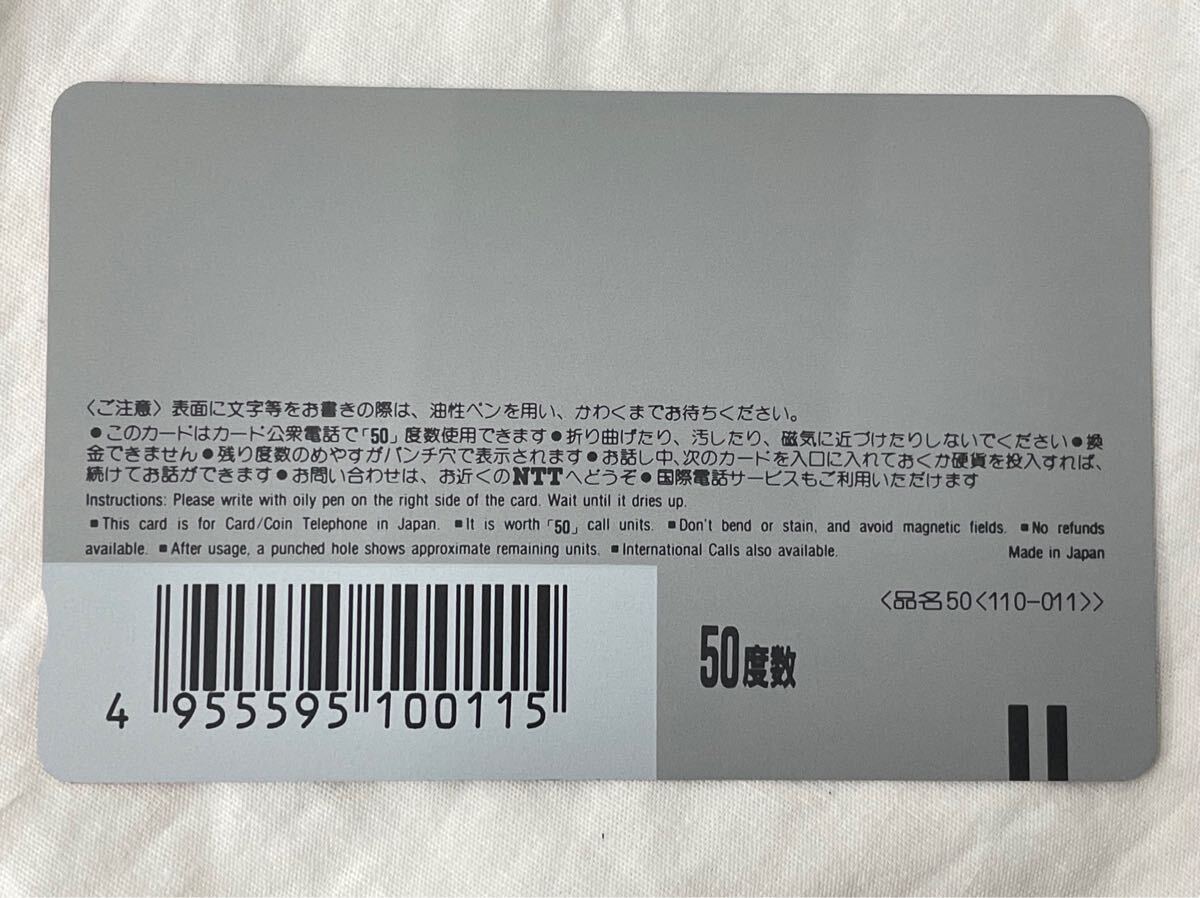 〈ご注意〉表面に文字等をお書きの際は、油性ペンを用い、かわくまでお待ちください。
●このカードはカード公衆電話で「50」度数使用できます●折り曲げたり、汚したり、磁気に近づけたりしないでください●換
金できません●残り度数のめやすがパンチ穴で表示されます●お話し中、次のカードを入口に入れておくか硬貨を投入すれば、
続けてお話ができます●お問い合わせは、お近くのNTTへどうぞ●国際電話サービスもご利用いただけます
Instructions: Please write with oily pen on the right side of the card. Wait until it dries up.
■This card is for Card/Coin Telephone in Japan. ■It is worth「50」call units. ■Don't bend or stain, and avoid magnetic fields. ■No refunds
available. ■After usage, a punched hole shows approximate remaining units. ■International Calls also available. Made in Japan
〈品名50〈110-011〉〉
50度数
4 955595 100115